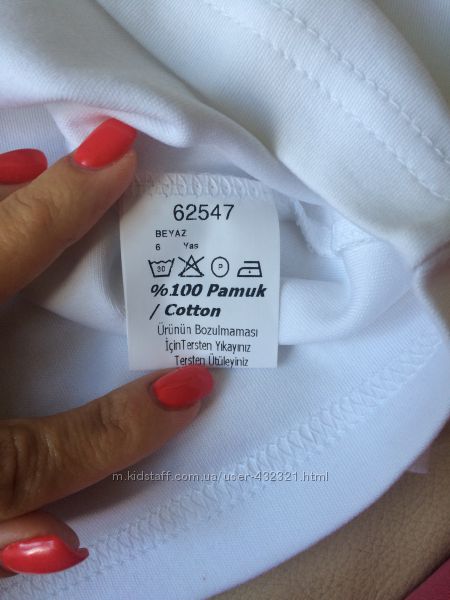 62547
BEYAZ
6 Yas
30
%100 Pamuk
/ Cotton
Ürünün Bozulmaması
İçinTersten Yıkayınız
Tersten Ütüleyiniz
m.kidstaff.com.ua/user-432321.html